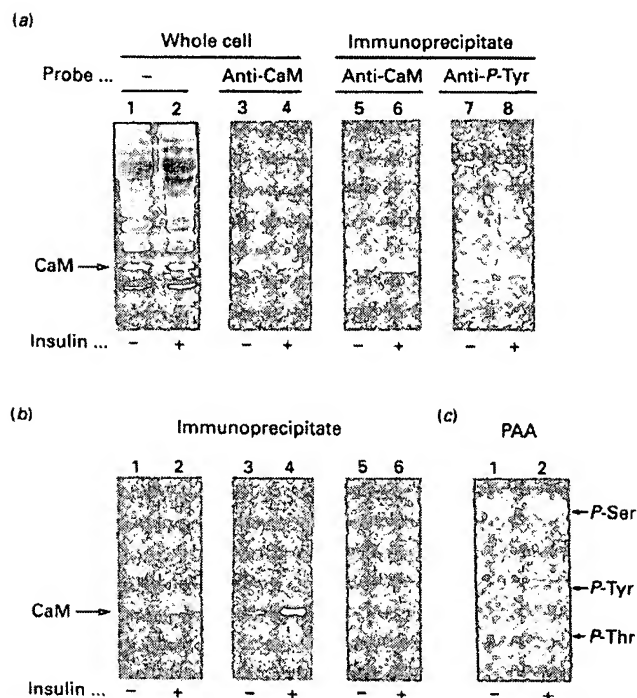 (a)
Whole cell Immunoprecipitate
Probe ... – Anti-CaM Anti-CaM Anti-P-Tyr
1 2 3 4 5 6 7 8
CaM
Insulin ... – + – + – + – +
(b) (c)
Immunoprecipitate PAA
1 2 3 4 5 6 1 2
P-Ser
P-Tyr
CaM
P-Thr
Insulin ... – + – + – + – +